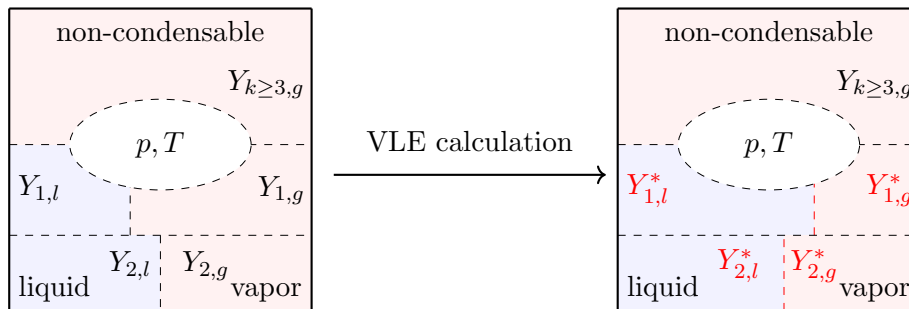 non-condensable
Y_{k≥3,g}
p, T
Y_{1,l}
Y_{1,g}
Y_{2,l}
Y_{2,g}
liquid
vapor
VLE calculation
non-condensable
Y_{k≥3,g}
p, T
Y^*_{1,l}
Y^*_{1,g}
Y^*_{2,l}
Y^*_{2,g}
liquid
vapor